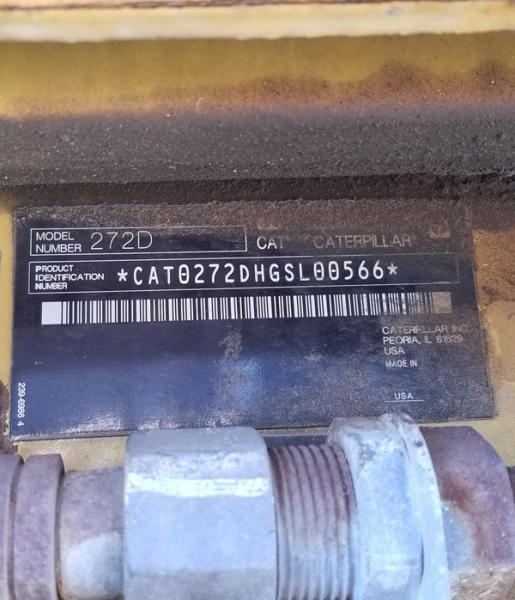 MODEL NUMBER 272D
CAT CATERPILLAR
PRODUCT IDENTIFICATION NUMBER *CAT0272DHGSL00566*
CATERPILLAR INC.
PEORIA, IL 61629
USA
MADE IN
USA
239-6986 4